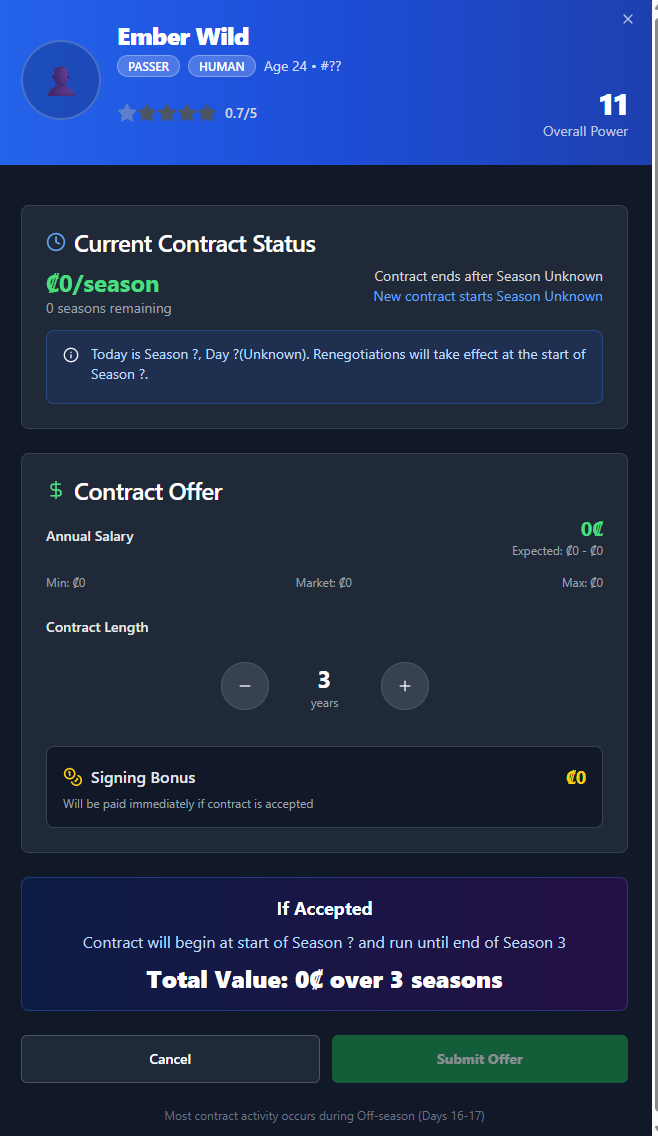 Ember Wild
PASSER HUMAN Age 24 • #??
0.7/5
11
Overall Power
Current Contract Status
₡0/season
0 seasons remaining
Contract ends after Season Unknown
New contract starts Season Unknown
Today is Season ?, Day ?(Unknown). Renegotiations will take effect at the start of
Season ?.
Contract Offer
Annual Salary
0₡
Expected: ₡0 - ₡0
Min: ₡0 Market: ₡0 Max: ₡0
Contract Length
3
years
Signing Bonus ₡0
Will be paid immediately if contract is accepted
If Accepted
Contract will begin at start of Season ? and run until end of Season 3
Total Value: 0₡ over 3 seasons
Cancel Submit Offer
Most contract activity occurs during Off-season (Days 16-17)